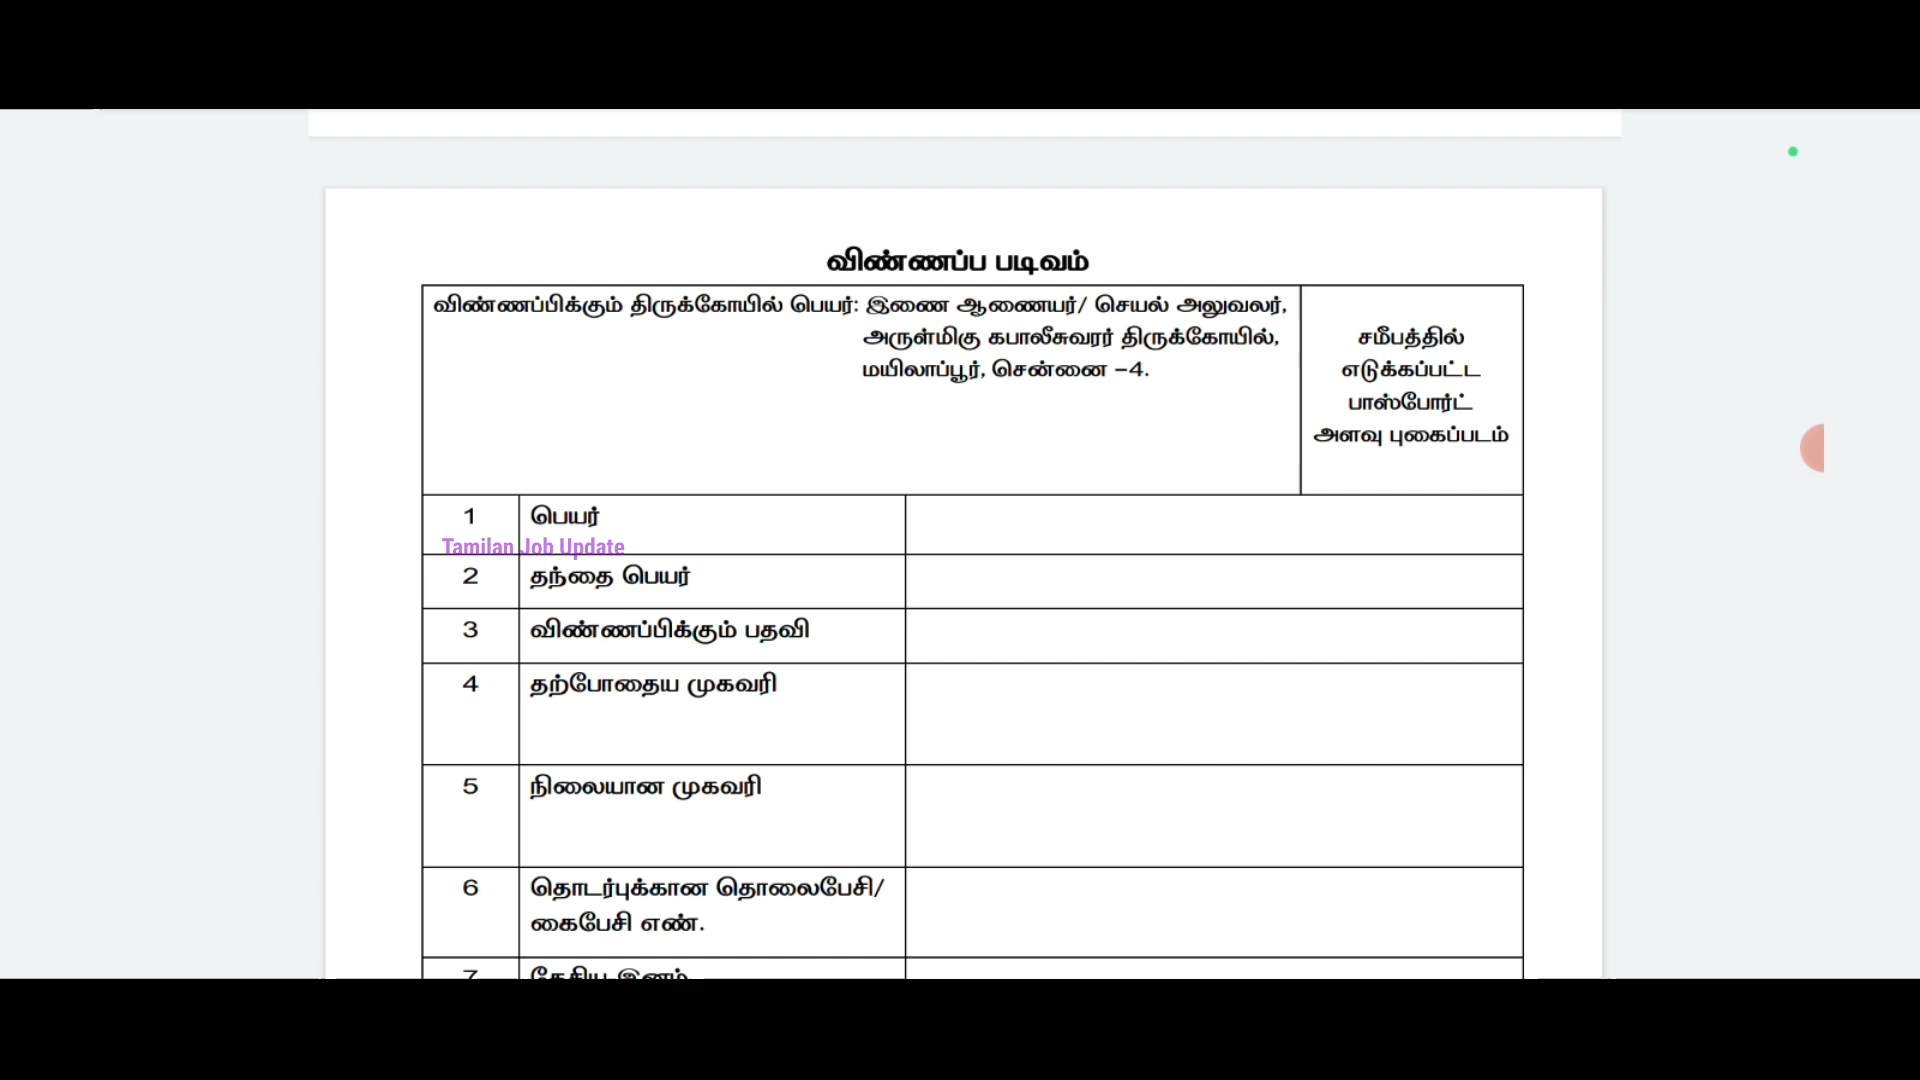 விண்ணப்ப படிவம்
விண்ணப்பிக்கும் திருக்கோயில் பெயர்: இணை ஆணையர்/ செயல் அலுவலர்,
அருள்மிகு கபாலீசுவரர் திருக்கோயில்,
மயிலாப்பூர், சென்னை –4.
சமீபத்தில்
எடுக்கப்பட்ட
பாஸ்போர்ட்
அளவு புகைப்படம்
1 பெயர்
Tamilan Job Update
2 தந்தை பெயர்
3 விண்ணப்பிக்கும் பதவி
4 தற்போதைய முகவரி
5 நிலையான முகவரி
6 தொடர்புக்கான தொலைபேசி/
கைபேசி எண்.
7 தேசிய இனம்